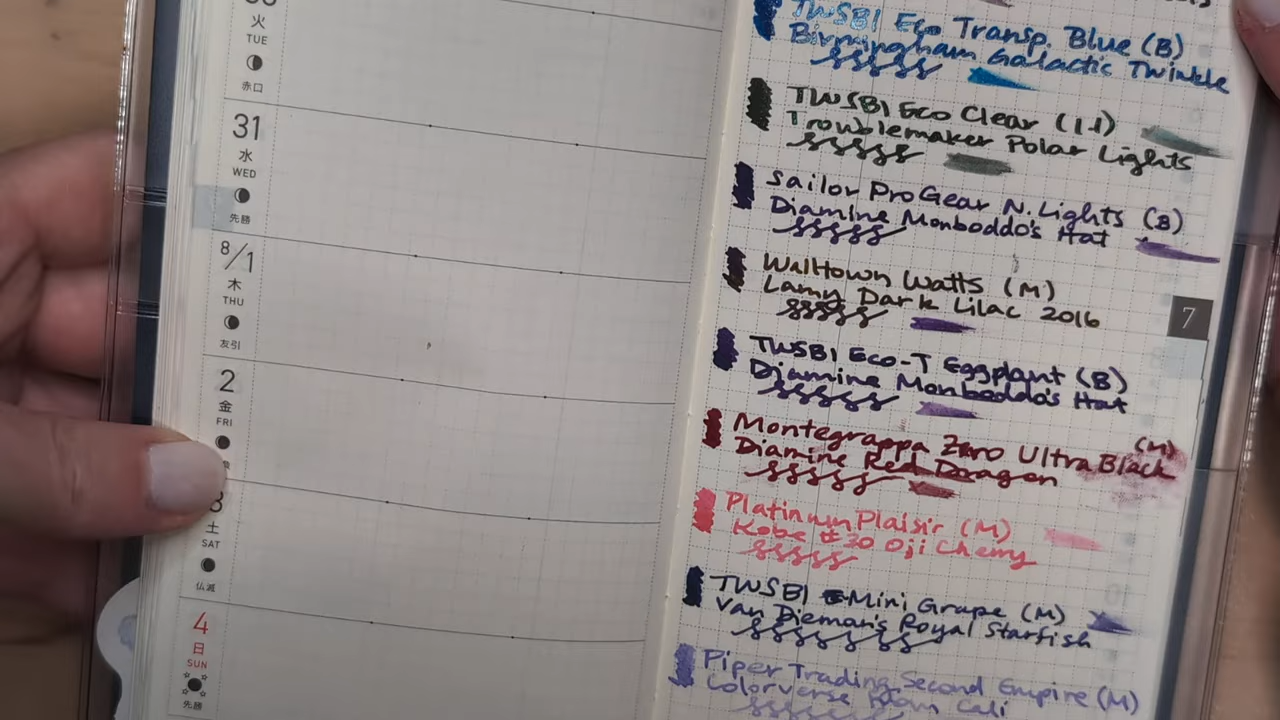 30
火
TUE
赤口
31
水
WED
先勝
8/1
木
THU
友引
2
金
FRI
3
土
SAT
仏滅
4
日
SUN
先勝
TWSBI Eco Transp. Blue (B)
Birmingham Galactic Twinkle
TWSBI Eco Clear (1.1)
Troublemaker Polar Lights
Sailor ProGear N. Lights (B)
Diamine Monboddo's Hat
Walltown Watts (M)
Lamy Dark Lilac 2016
7
TWSBI Eco-T Eggplant (B)
Diamine Monboddo's Hat
Montegrappa Zero Ultra Black (M)
Diamine Red Dragon
Platinum Plaisir (M)
Kobe #30 Oji Cherry
TWSBI Mini Grape (M)
Van Dieman's Royal Starfish
Piper Trading Second Empire (M)
Colorverse Cali